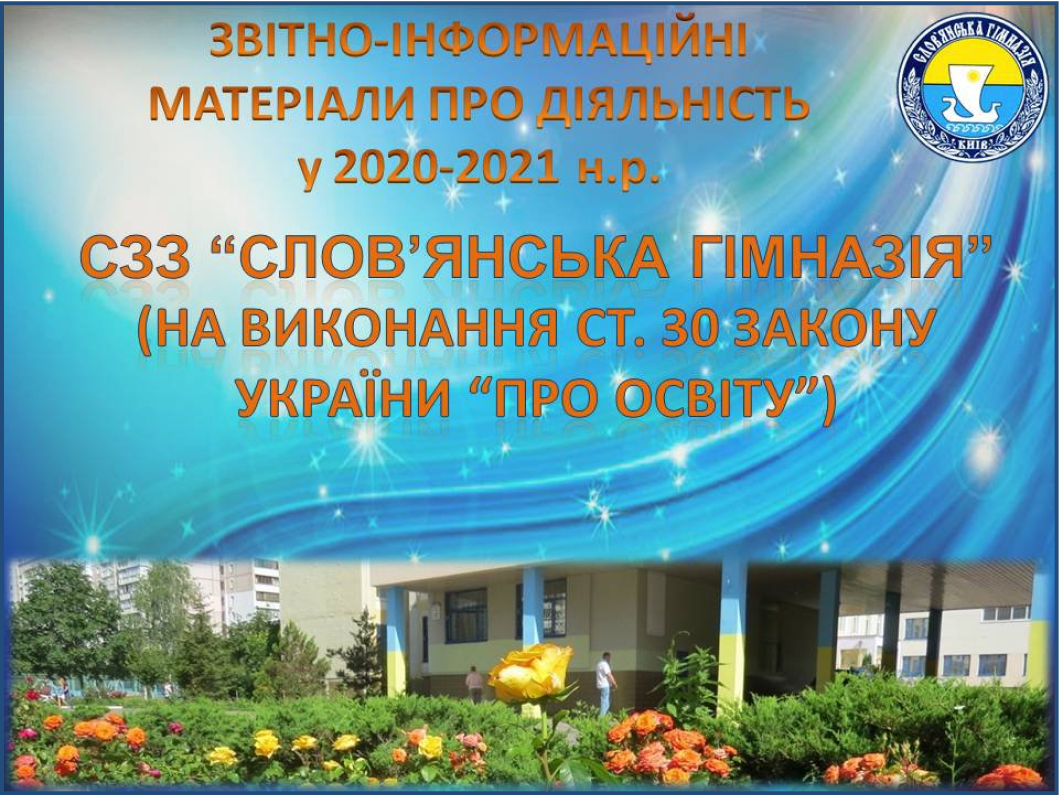 ЗВІТНО-ІНФОРМАЦІЙНІ
МАТЕРІАЛИ ПРО ДІЯЛЬНІСТЬ
у 2020-2021 н.р.
СЛОВ'ЯНСЬКА ГІМНАЗІЯ
КИЇВ
СЗЗ “СЛОВ’ЯНСЬКА ГІМНАЗІЯ”
(НА ВИКОНАННЯ СТ. 30 ЗАКОНУ
УКРАЇНИ “ПРО ОСВІТУ”)